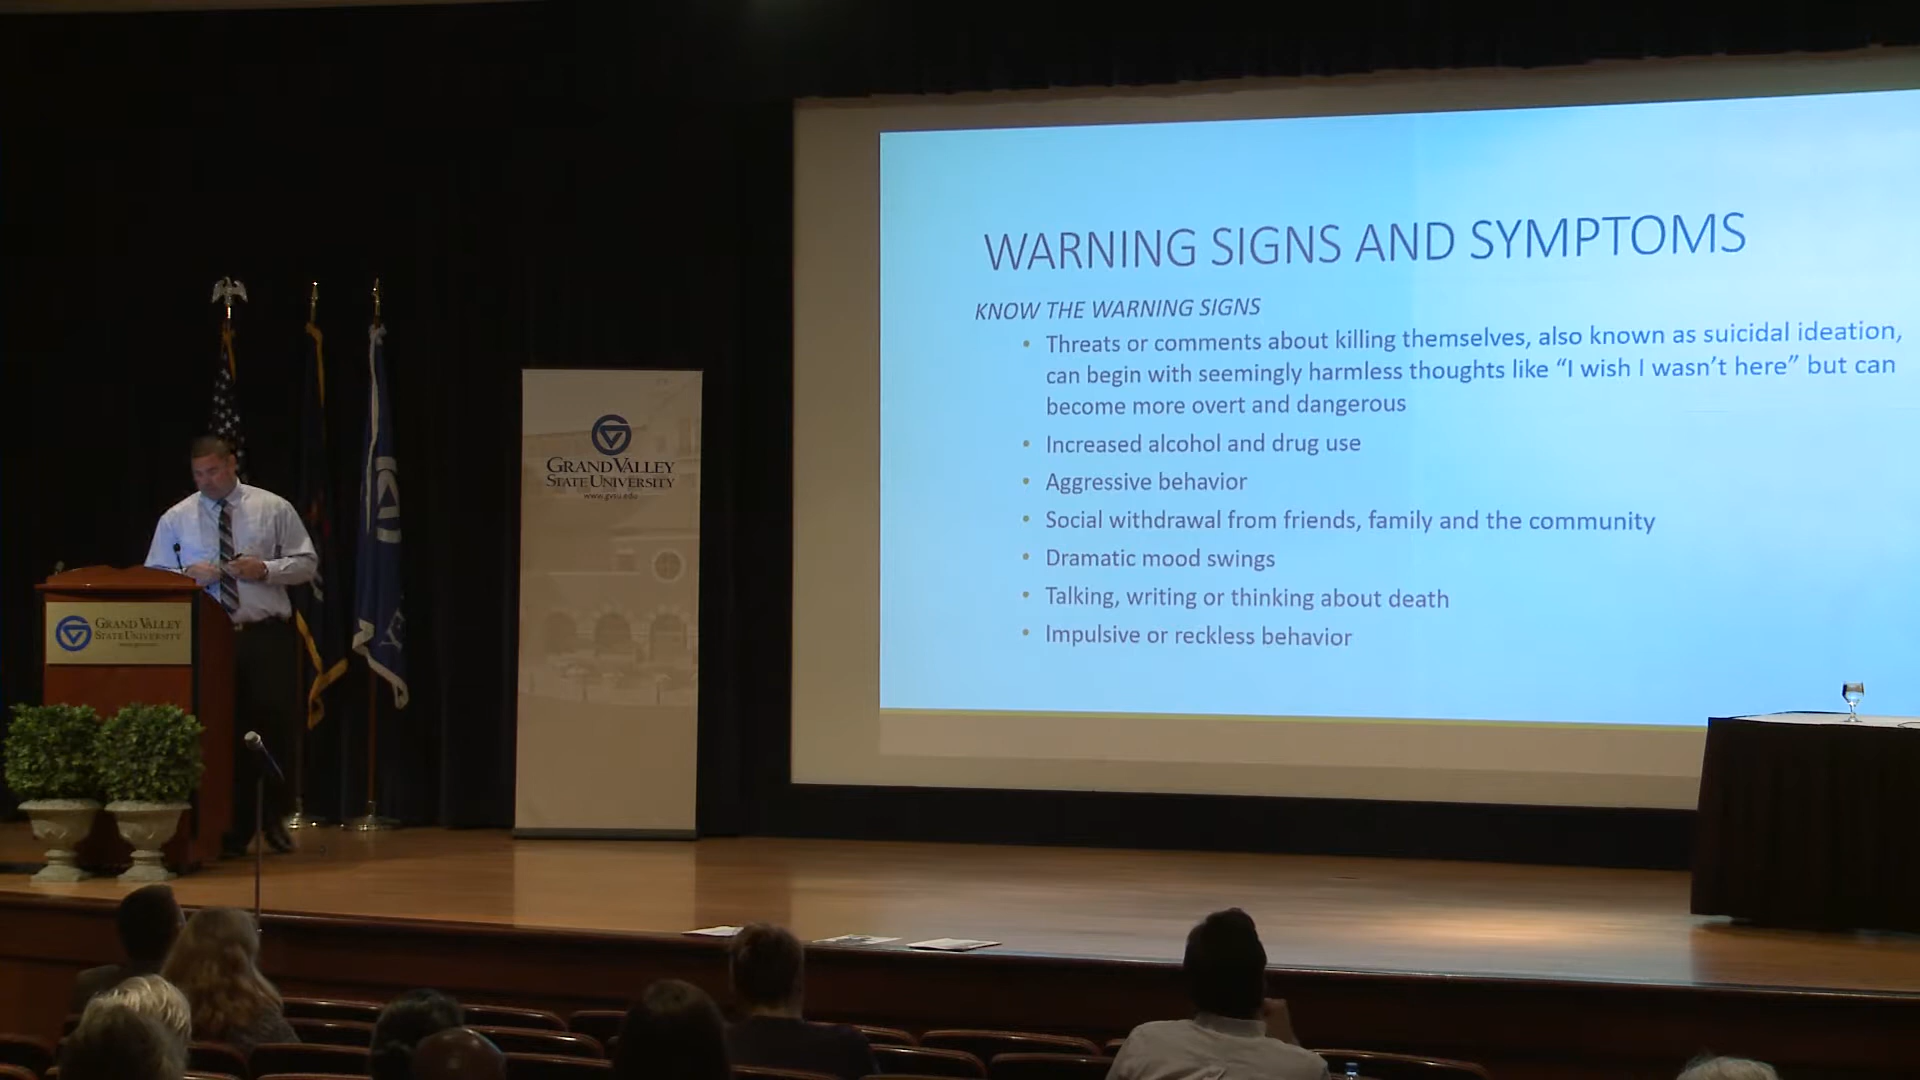 WARNING SIGNS AND SYMPTOMS
KNOW THE WARNING SIGNS
• Threats or comments about killing themselves, also known as suicidal ideation,
can begin with seemingly harmless thoughts like “I wish I wasn’t here” but can
become more overt and dangerous
• Increased alcohol and drug use
• Aggressive behavior
• Social withdrawal from friends, family and the community
• Dramatic mood swings
• Talking, writing or thinking about death
• Impulsive or reckless behavior
GRAND VALLEY
STATE UNIVERSITY
www.gvsu.edu
GRAND VALLEY
STATE UNIVERSITY